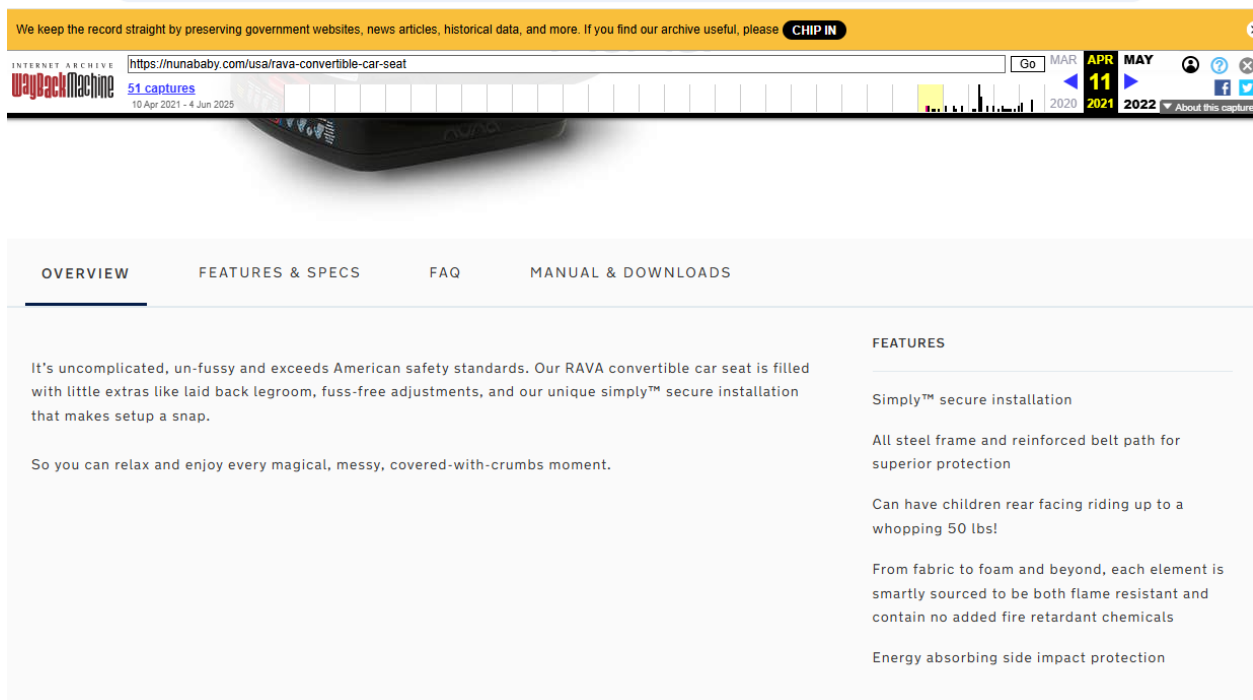 We keep the record straight by preserving government websites, news articles, historical data, and more. If you find our archive useful, please CHIP IN
INTERNET ARCHIVE
WayBackMachine
https://nunababy.com/usa/rava-convertible-car-seat
Go
MAR APR MAY
51 captures
11
10 Apr 2021 - 4 Jun 2025
2020 2021 2022
About this capture
nuna
OVERVIEW
FEATURES & SPECS
FAQ
MANUAL & DOWNLOADS
It's uncomplicated, un-fussy and exceeds American safety standards. Our RAVA convertible car seat is filled
with little extras like laid back legroom, fuss-free adjustments, and our unique simply™ secure installation
that makes setup a snap.
So you can relax and enjoy every magical, messy, covered-with-crumbs moment.
FEATURES
Simply™ secure installation
All steel frame and reinforced belt path for
superior protection
Can have children rear facing riding up to a
whopping 50 lbs!
From fabric to foam and beyond, each element is
smartly sourced to be both flame resistant and
contain no added fire retardant chemicals
Energy absorbing side impact protection